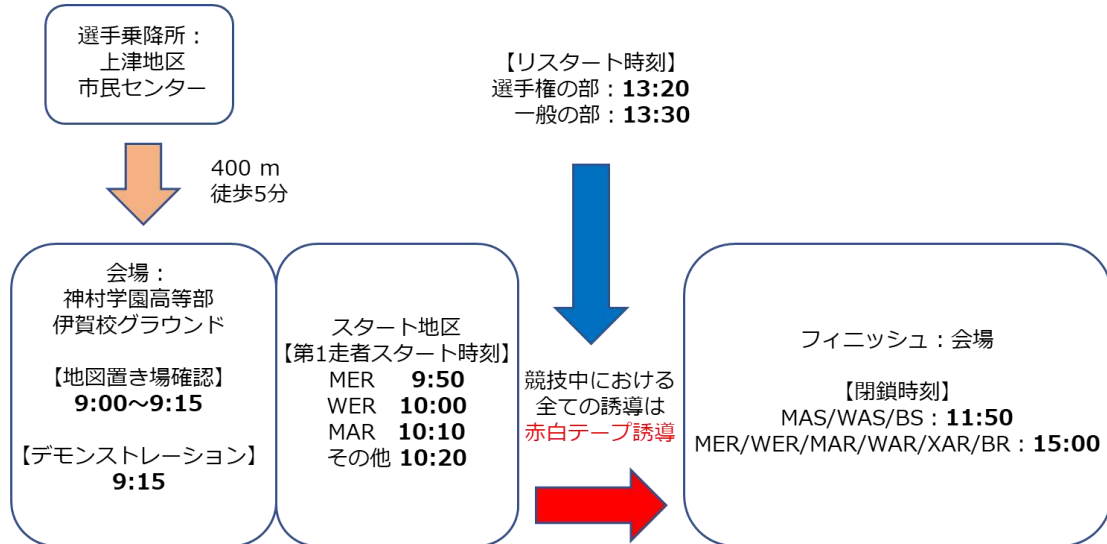 選手乗降所：
上津地区
市民センター
400 m
徒歩5分
【リスタート時刻】
選手権の部：13:20
一般の部：13:30
会場：
神村学園高等部
伊賀校グラウンド
【地図置き場確認】
9:00～9:15
【デモンストレーション】
9:15
スタート地区
【第1走者スタート時刻】
MER 9:50
WER 10:00
MAR 10:10
その他 10:20
競技中における
全ての誘導は
赤白テープ誘導
フィニッシュ：会場
【閉鎖時刻】
MAS/WAS/BS：11:50
MER/WER/MAR/WAR/XAR/BR：15:00